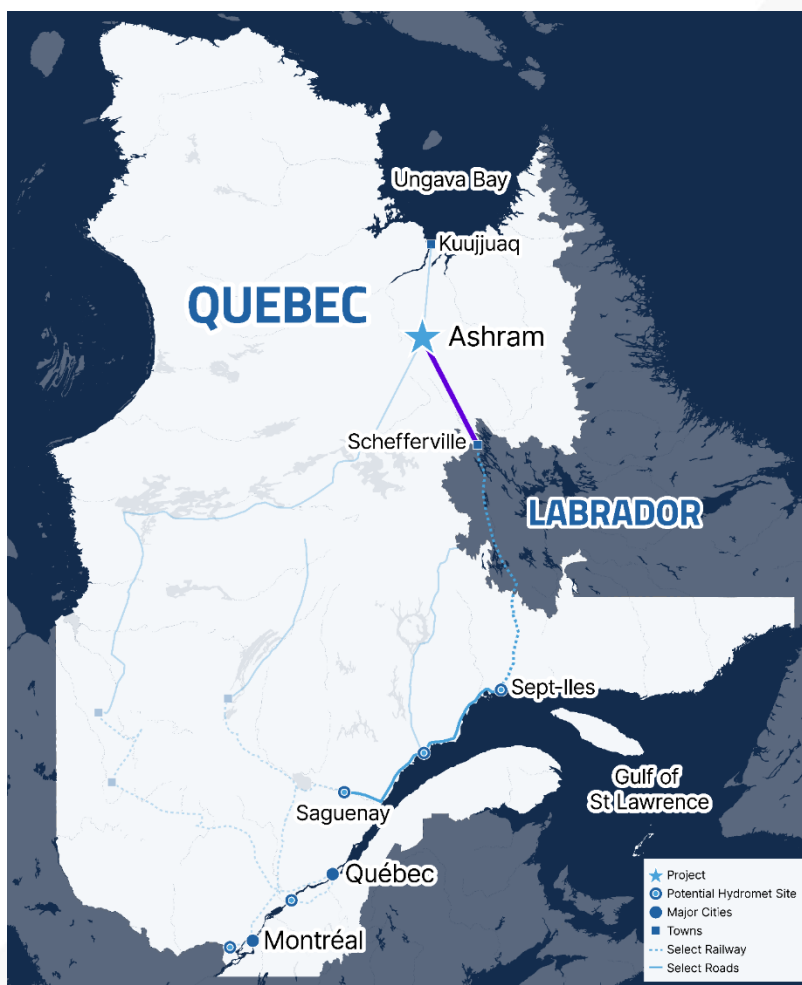 Ungava Bay
Kuujjuaq
QUEBEC
Ashram
Schefferville
LABRADOR
Sept-Iles
Gulf of
St Lawrence
Saguenay
Québec
Montréal
Project
Potential Hydromet Site
Major Cities
Towns
Select Railway
Select Roads